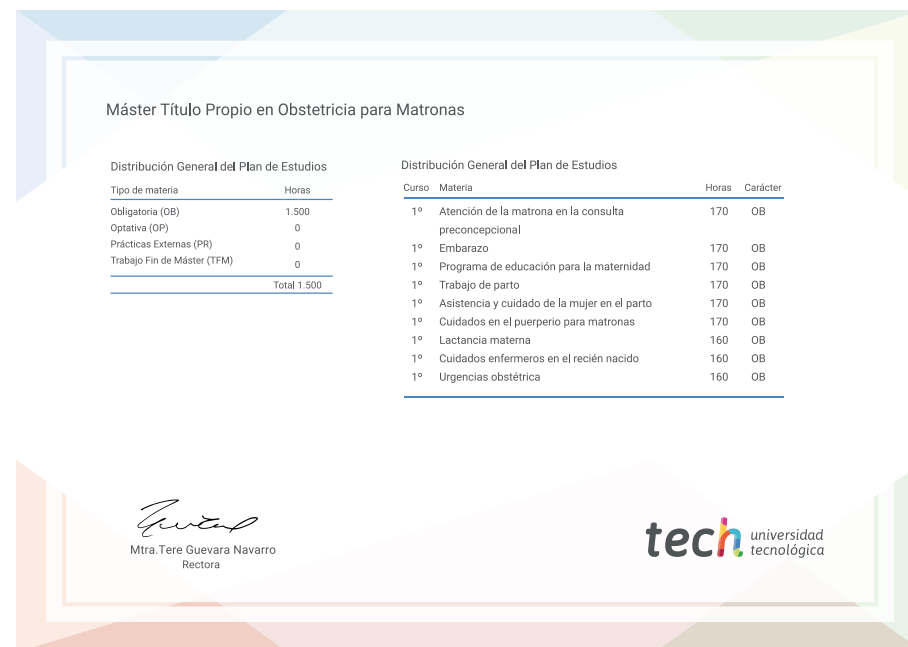 Máster Título Propio en Obstetricia para Matronas
Distribución General del Plan de Estudios
Tipo de materia Horas
Obligatoria (OB) 1.500
Optativa (OP) 0
Prácticas Externas (PR) 0
Trabajo Fin de Máster (TFM) 0
Total 1.500
Distribución General del Plan de Estudios
Curso Materia Horas Carácter
1º Atención de la matrona en la consulta 170 OB
preconcepcional
1º Embarazo 170 OB
1º Programa de educación para la maternidad 170 OB
1º Trabajo de parto 170 OB
1º Asistencia y cuidado de la mujer en el parto 170 OB
1º Cuidados en el puerperio para matronas 170 OB
1º Lactancia materna 160 OB
1º Cuidados enfermeros en el recién nacido 160 OB
1º Urgencias obstétrica 160 OB
Mtra.Tere Guevara Navarro
Rectora
tech universidad
tecnológica